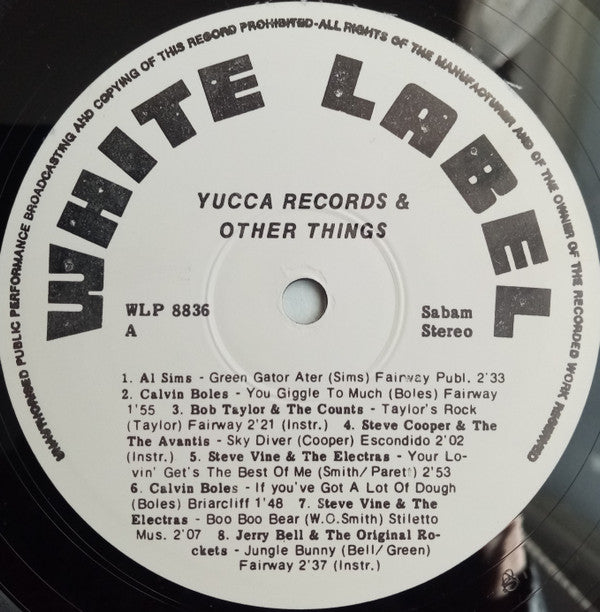 UNAUTHORISED PUBLIC PERFORMANCE BROADCASTING AND COPYING OF THIS RECORD PROHIBITED-ALL RIGHTS OF THE MANUFACTURER AND OF THE OWNER OF THE RECORDED WORK RESERVED
WHITE LABEL
YUCCA RECORDS &
OTHER THINGS
WLP 8836
A
Sabam
Stereo
1. Al Sims - Green Gator Ater (Sims) Fairway Publ. 2'33
2. Calvin Boles - You Giggle To Much (Boles) Fairway
1'55 3. Bob Taylor & The Counts - Taylor's Rock
(Taylor) Fairway 2'21 (Instr.) 4. Steve Cooper & The
The Avantis - Sky Diver (Cooper) Escondido 2'02
(Instr.) 5. Steve Vine & The Electras - Your Lo-
vin' Get's The Best Of Me (Smith/Paret) 2'53
6. Calvin Boles - If you've Got A Lot Of Dough
(Boles) Briarcliff 1'48 7. Steve Vine & The
Electras - Boo Boo Bear (W.O.Smith) Stiletto
Mus. 2'07 8. Jerry Bell & The Original Ro-
ckets - Jungle Bunny (Bell/Green)
Fairway 2'37 (Instr.)